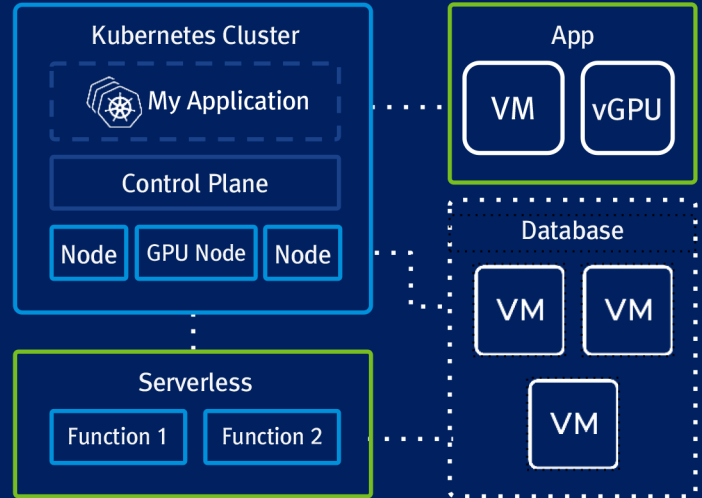 Kubernetes Cluster
My Application
Control Plane
Node
GPU Node
Node
App
VM
vGPU
Database
VM
VM
VM
Serverless
Function 1
Function 2